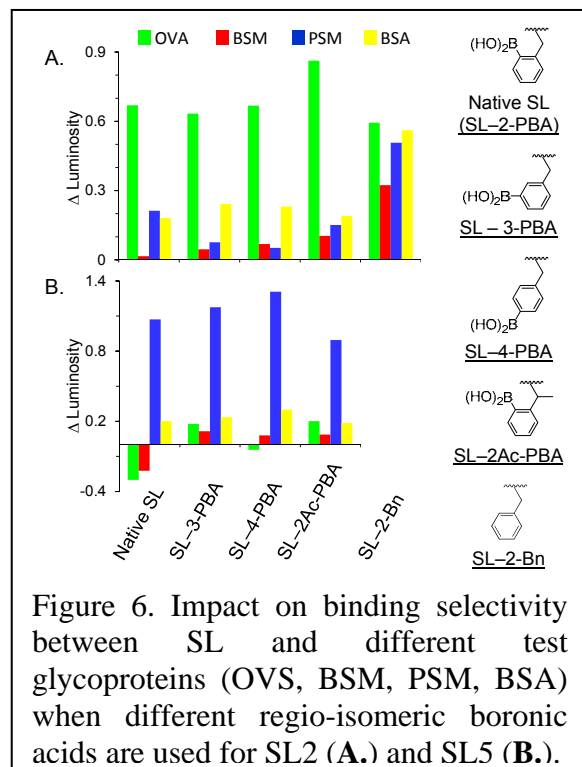 OVA BSM PSM BSA
A.
0.9
0.6
0.3
0
Δ Luminosity
B.
1.4
0.8
0.2
-0.4
Δ Luminosity
Native SL
SL–3-PBA
SL–4-PBA
SL–2Ac-PBA
SL–2-Bn
(HO)₂B
Native SL
(SL–2-PBA)
(HO)₂B
SL – 3-PBA
(HO)₂B
SL–4-PBA
(HO)₂B
SL–2Ac-PBA
SL–2-Bn
Figure 6. Impact on binding selectivity
between SL and different test
glycoproteins (OVS, BSM, PSM, BSA)
when different regio-isomeric boronic
acids are used for SL2 (A.) and SL5 (B.).